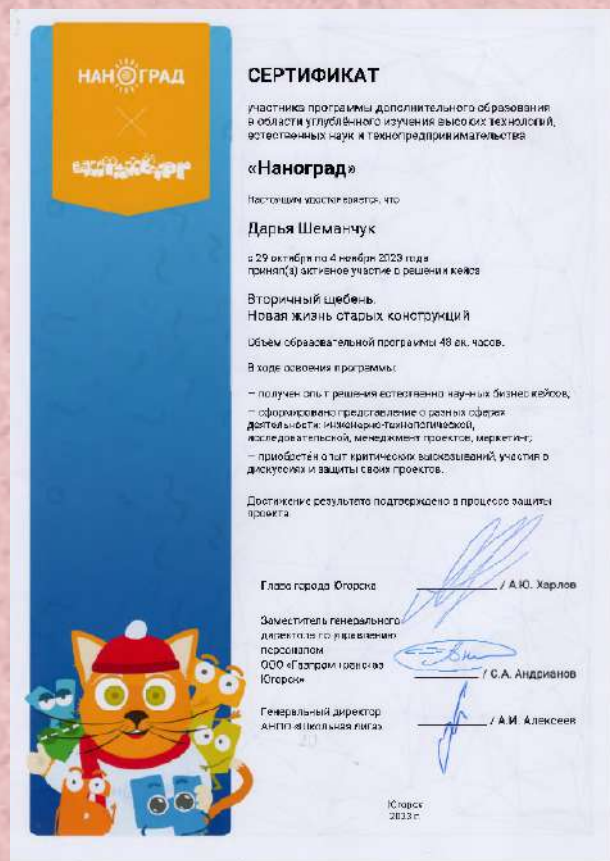 НАНОГРАД
СЕРТИФИКАТ
участника программы дополнительного образования
в области углублённого изучения высоких технологий,
естественных наук и технопредпринимательства
«Наноград»
Настоящим удостоверяется, что
Дарья Шеманчук
с 29 октября по 4 ноября 2023 года
принял(а) активное участие в решении кейса
Вторичный щебень.
Новая жизнь старых конструкций
Объём образовательной программы 48 ак. часов.
В ходе освоения программы:
— получен опыт решения естественно научных бизнес кейсов;
— сформировано представление о разных сферах
деятельности: инженерно-технологической,
исследовательской, менеджмент проектов, маркетинг;
— приобретён опыт критических высказываний, участия в
дискуссиях и защиты своих проектов.
Достижение результата подтверждено в процессе защиты
проекта
Глава города Югорска / А.Ю. Харлов
Заместитель генерального
директора по управлению
персоналом
ООО «Газпром трансгаз
Югорск» / С.А. Андрианов
Генеральный директор
АНПО «Школьная лига» / А.И. Алексеев
Югорск
2023 г.